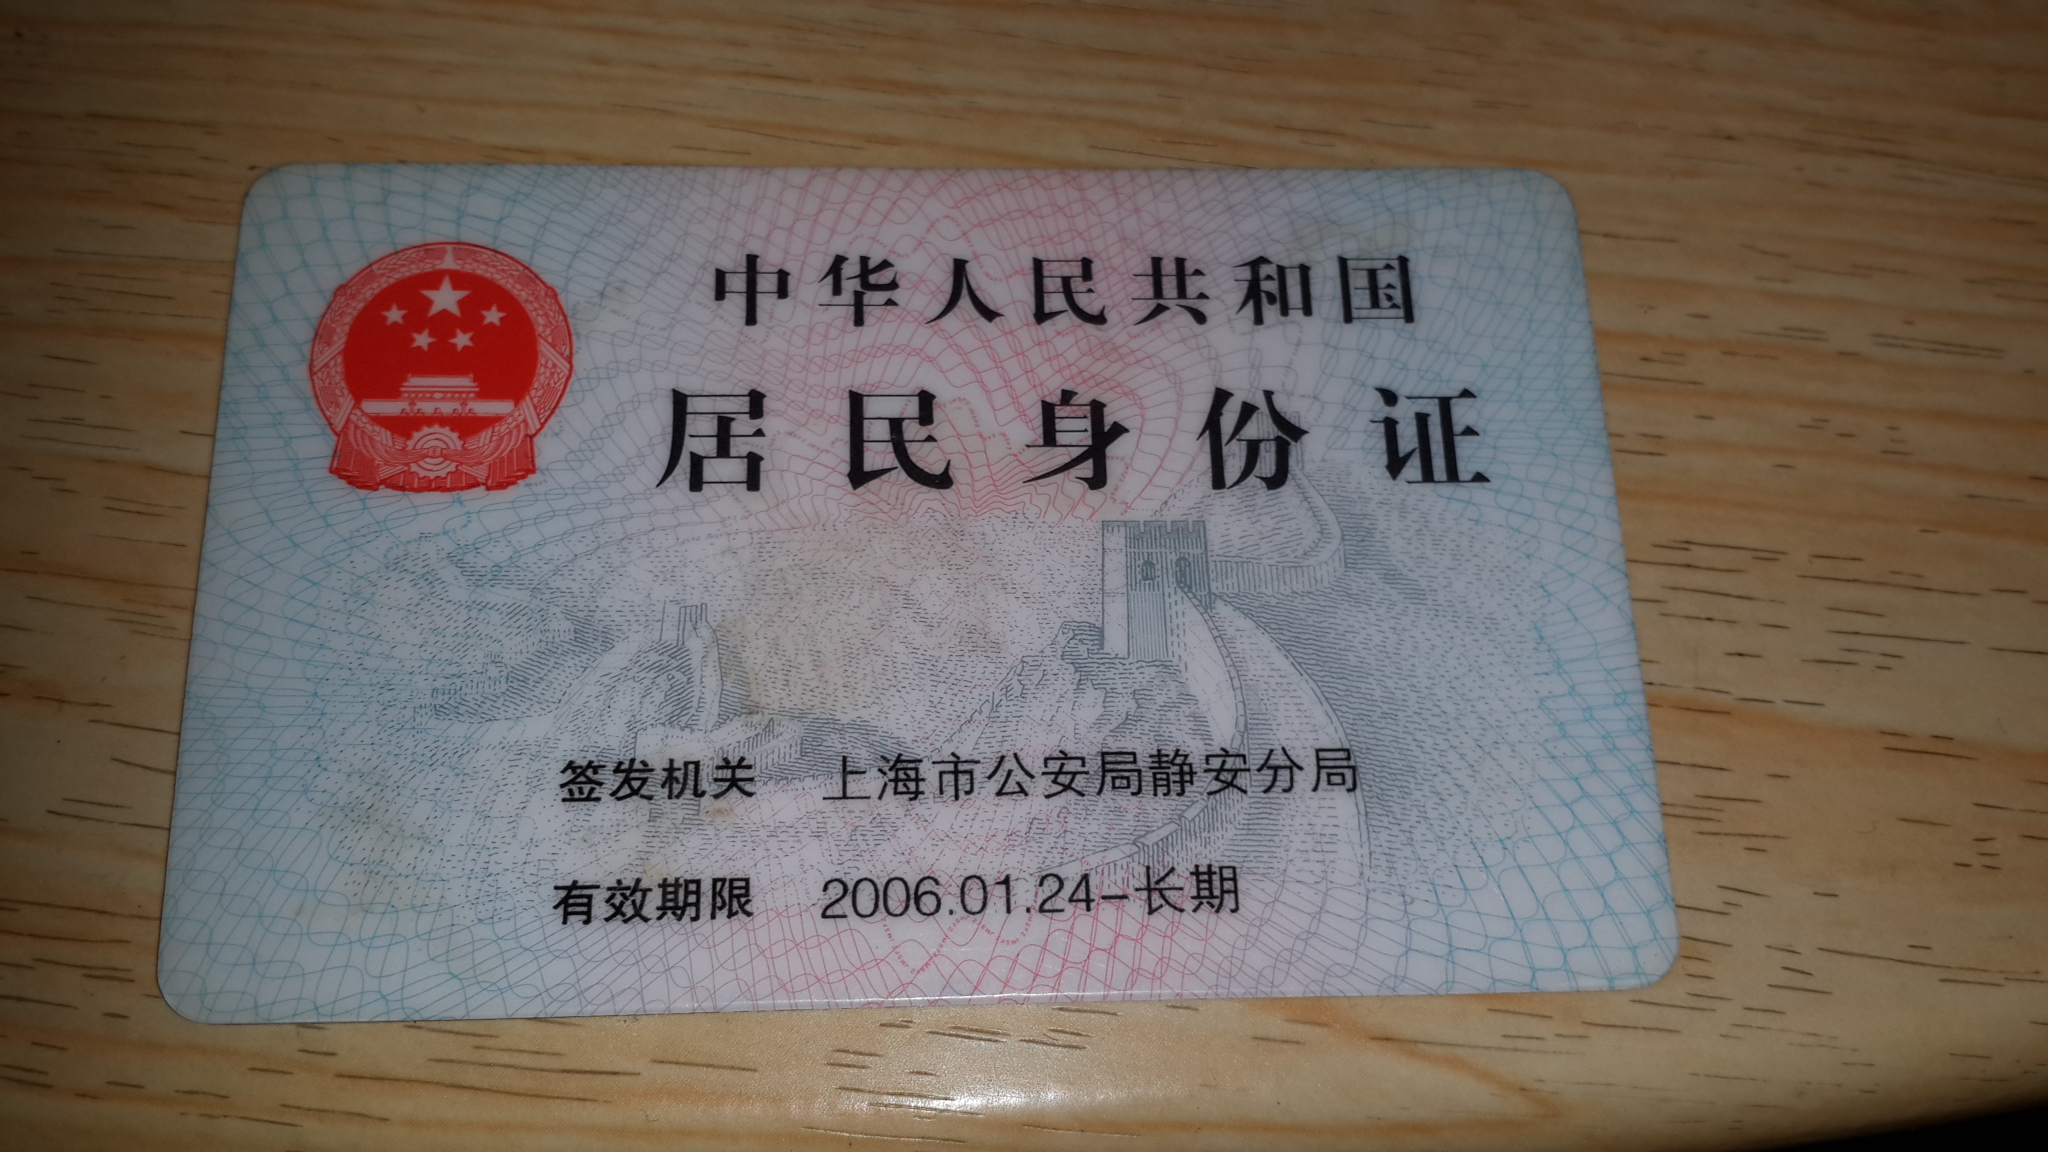 中华人民共和国
居民身份证
签发机关 上海市公安局静安分局
有效期限 2006.01.24-长期